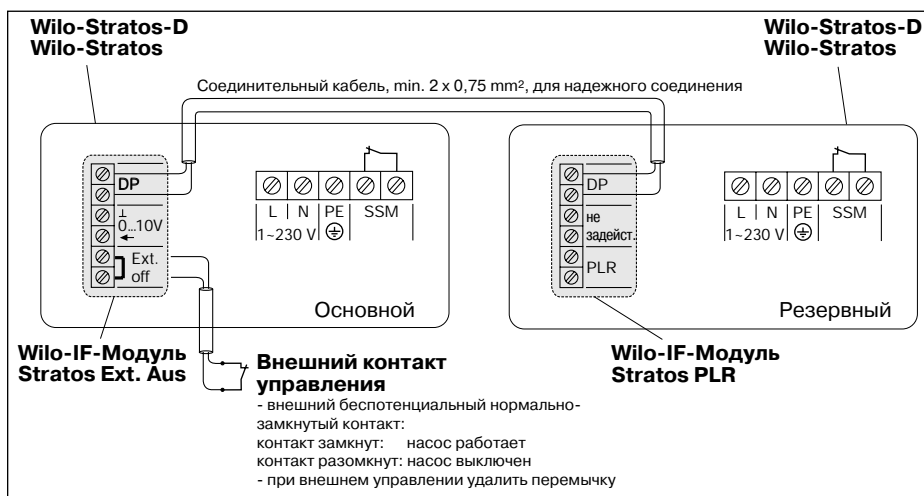 Wilo-Stratos-D
Wilo-Stratos
Wilo-Stratos-D
Wilo-Stratos
Соединительный кабель, min. 2 x 0,75 mm², для надежного соединения
DP
⊥
0...10V
←
Ext.
off
L N PE SSM
1~230 V
Основной
DP
не
задейст.
PLR
L N PE SSM
1~230 V
Резервный
Wilo-IF-Модуль
Stratos Ext. Aus
Wilo-IF-Модуль
Stratos PLR
Внешний контакт
управления
- внешний беспотенциальный нормально-
замкнутый контакт:
контакт замкнут: насос работает
контакт разомкнут: насос выключен
- при внешнем управлении удалить перемычку